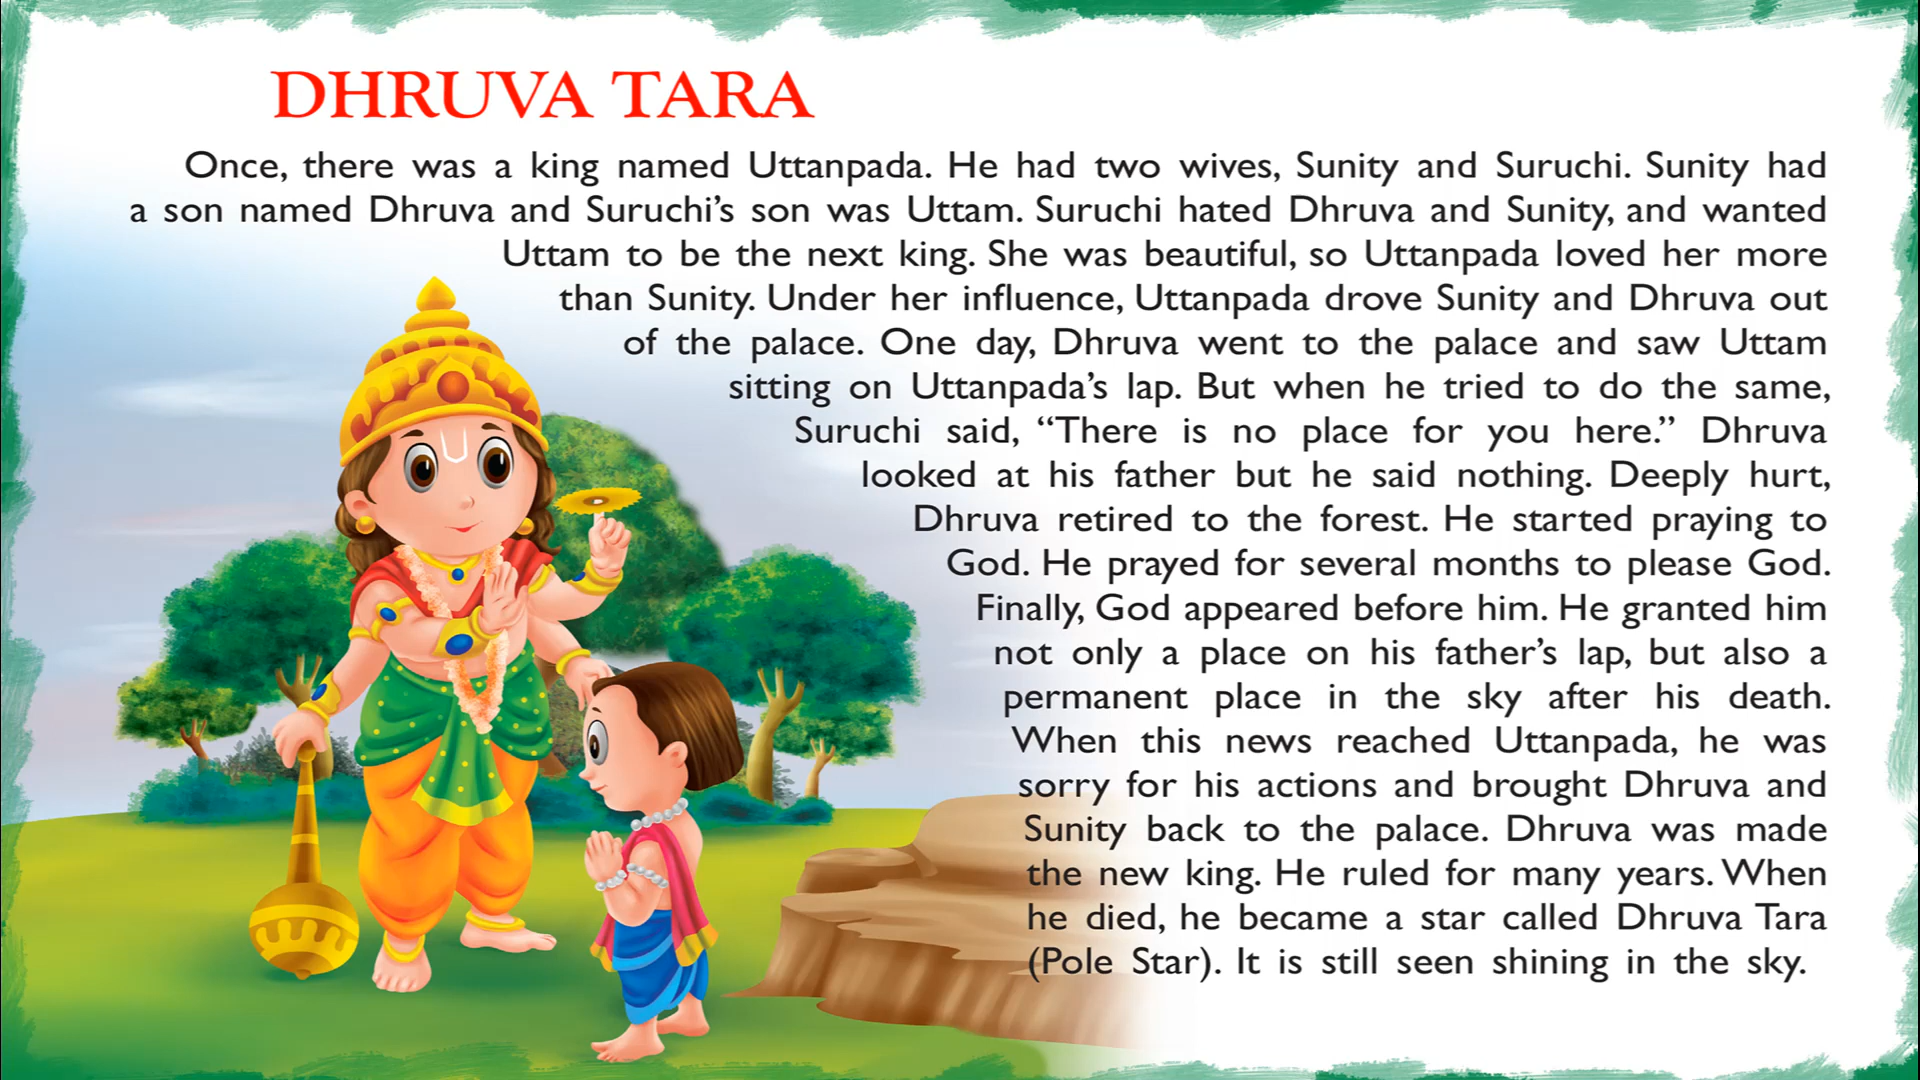 DHRUVA TARA
Once, there was a king named Uttanpada. He had two wives, Sunity and Suruchi. Sunity had
a son named Dhruva and Suruchi’s son was Uttam. Suruchi hated Dhruva and Sunity, and wanted
Uttam to be the next king. She was beautiful, so Uttanpada loved her more
than Sunity. Under her influence, Uttanpada drove Sunity and Dhruva out
of the palace. One day, Dhruva went to the palace and saw Uttam
sitting on Uttanpada’s lap. But when he tried to do the same,
Suruchi said, “There is no place for you here.” Dhruva
looked at his father but he said nothing. Deeply hurt,
Dhruva retired to the forest. He started praying to
God. He prayed for several months to please God.
Finally, God appeared before him. He granted him
not only a place on his father’s lap, but also a
permanent place in the sky after his death.
When this news reached Uttanpada, he was
sorry for his actions and brought Dhruva and
Sunity back to the palace. Dhruva was made
the new king. He ruled for many years. When
he died, he became a star called Dhruva Tara
(Pole Star). It is still seen shining in the sky.